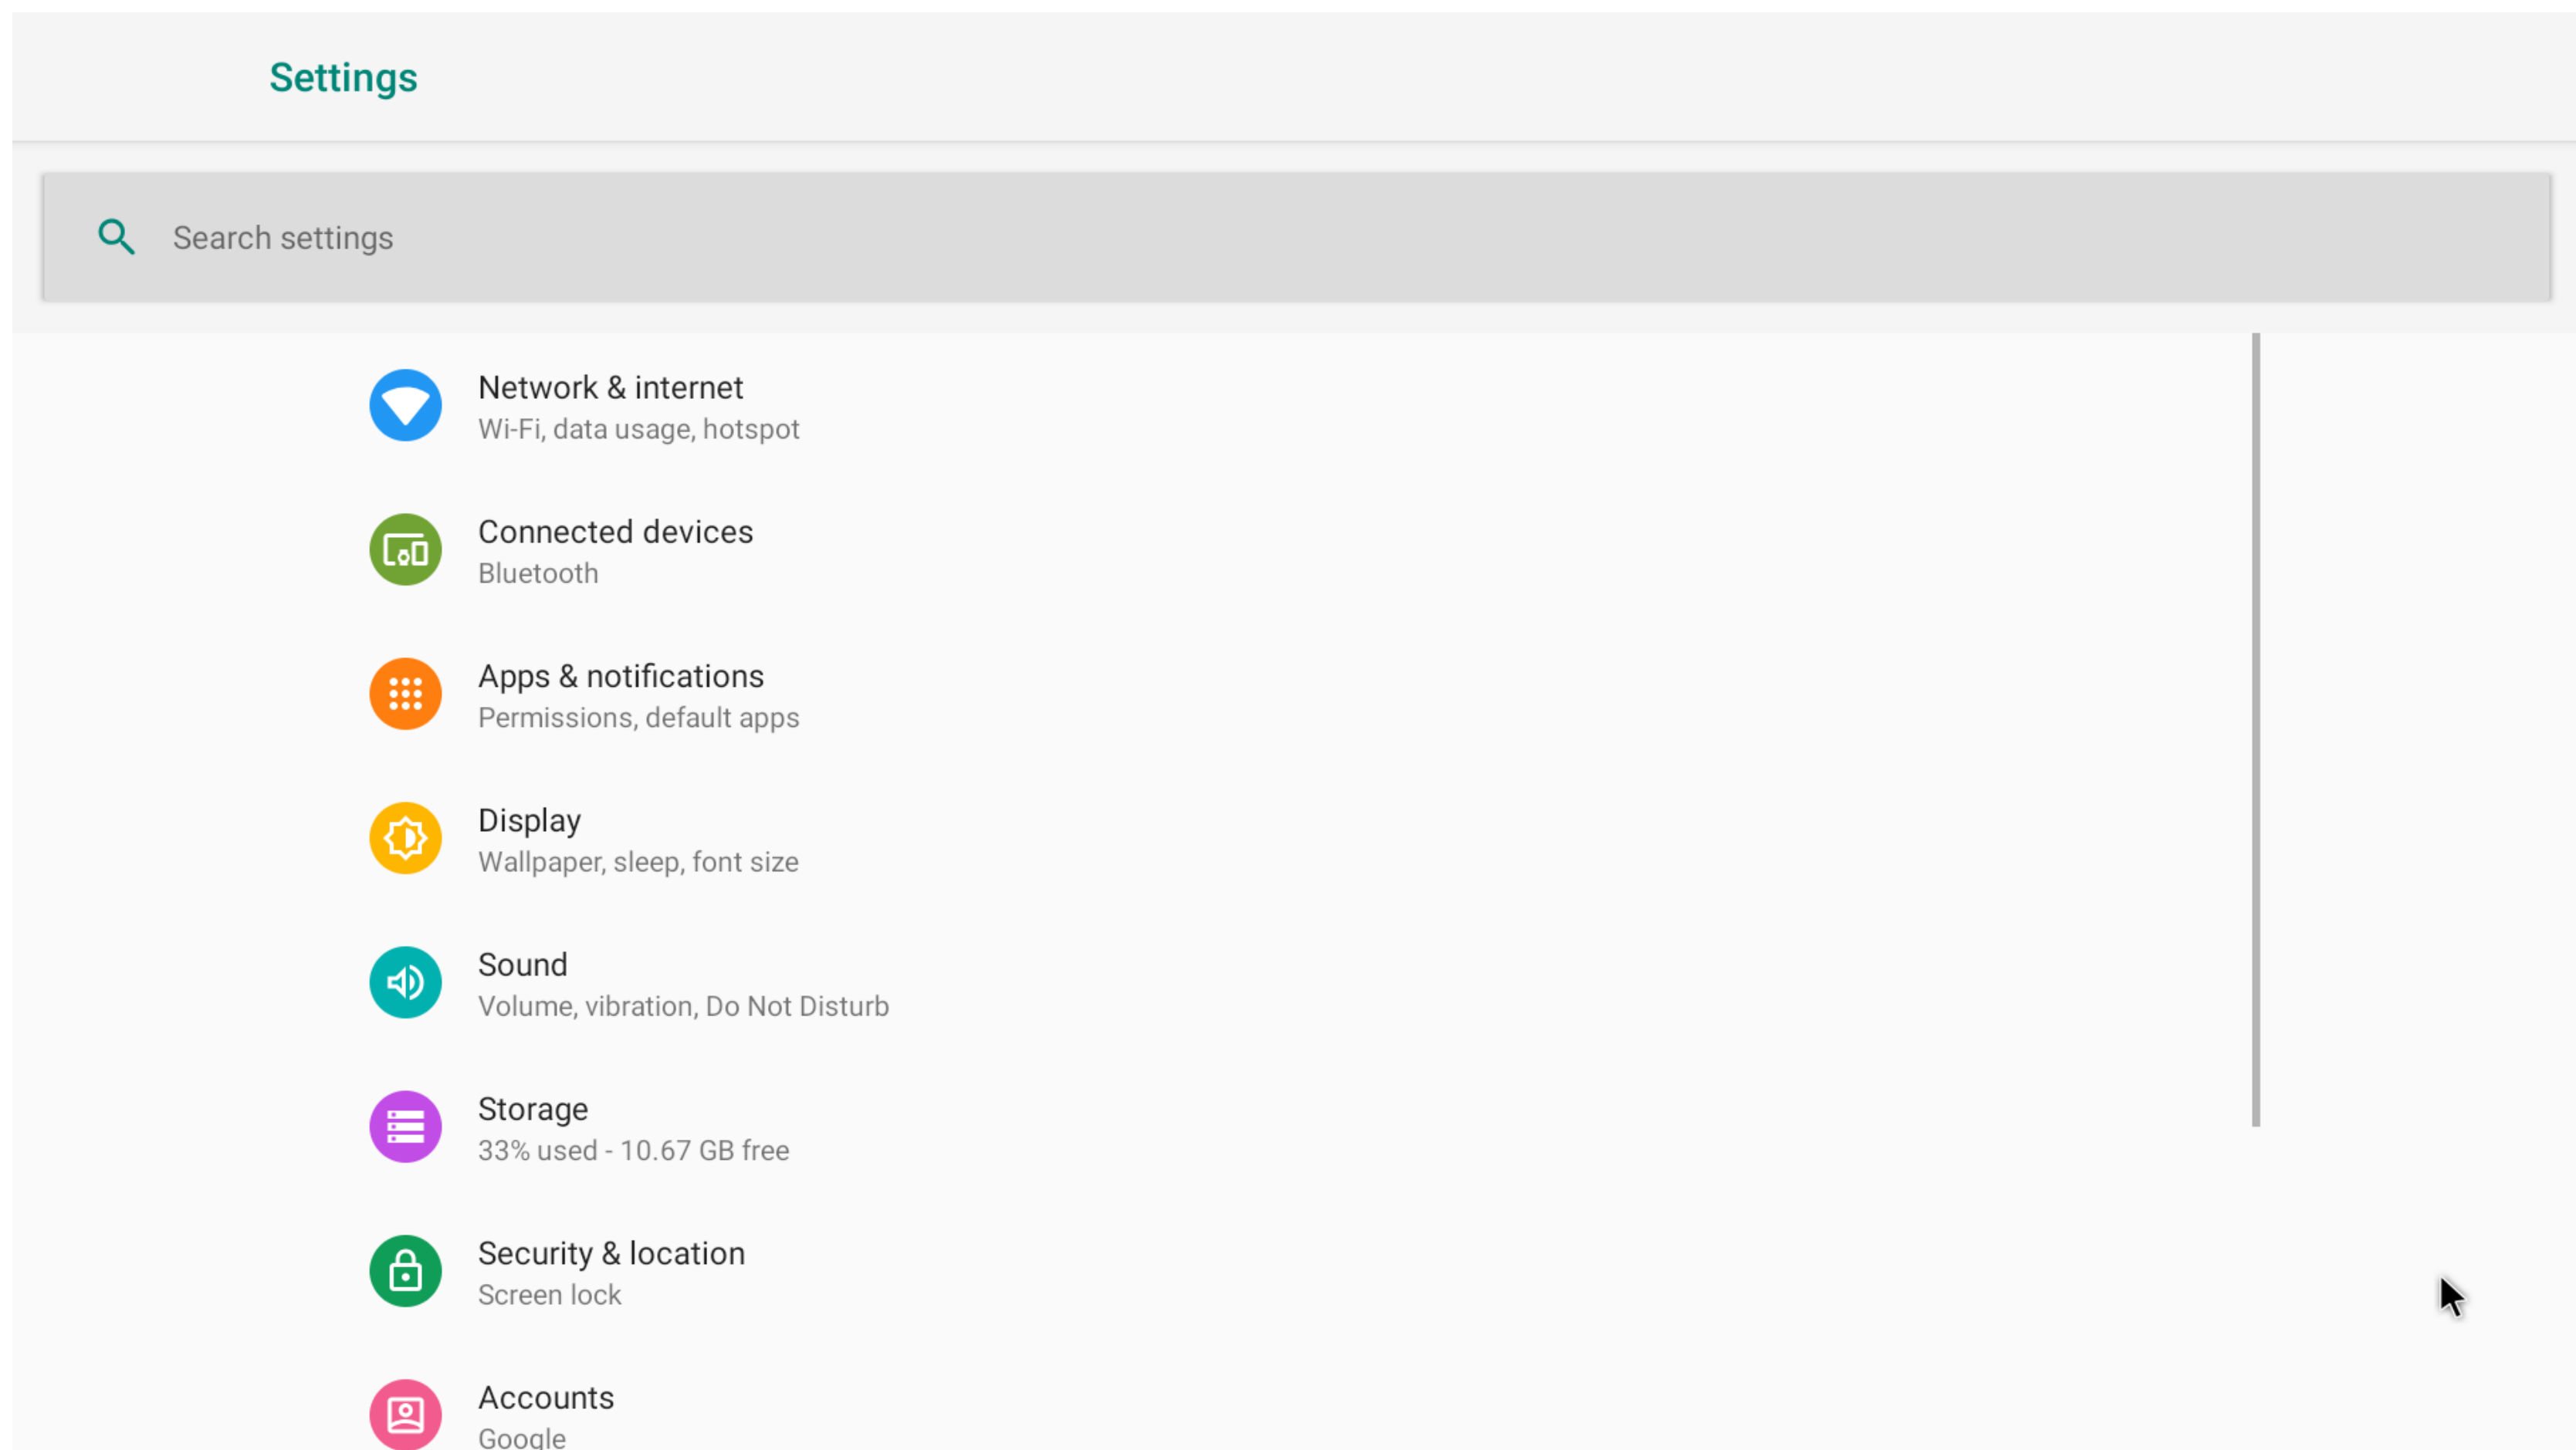 Settings
Search settings
Network & internet
Wi-Fi, data usage, hotspot
Connected devices
Bluetooth
Apps & notifications
Permissions, default apps
Display
Wallpaper, sleep, font size
Sound
Volume, vibration, Do Not Disturb
Storage
33% used - 10.67 GB free
Security & location
Screen lock
Accounts
Google